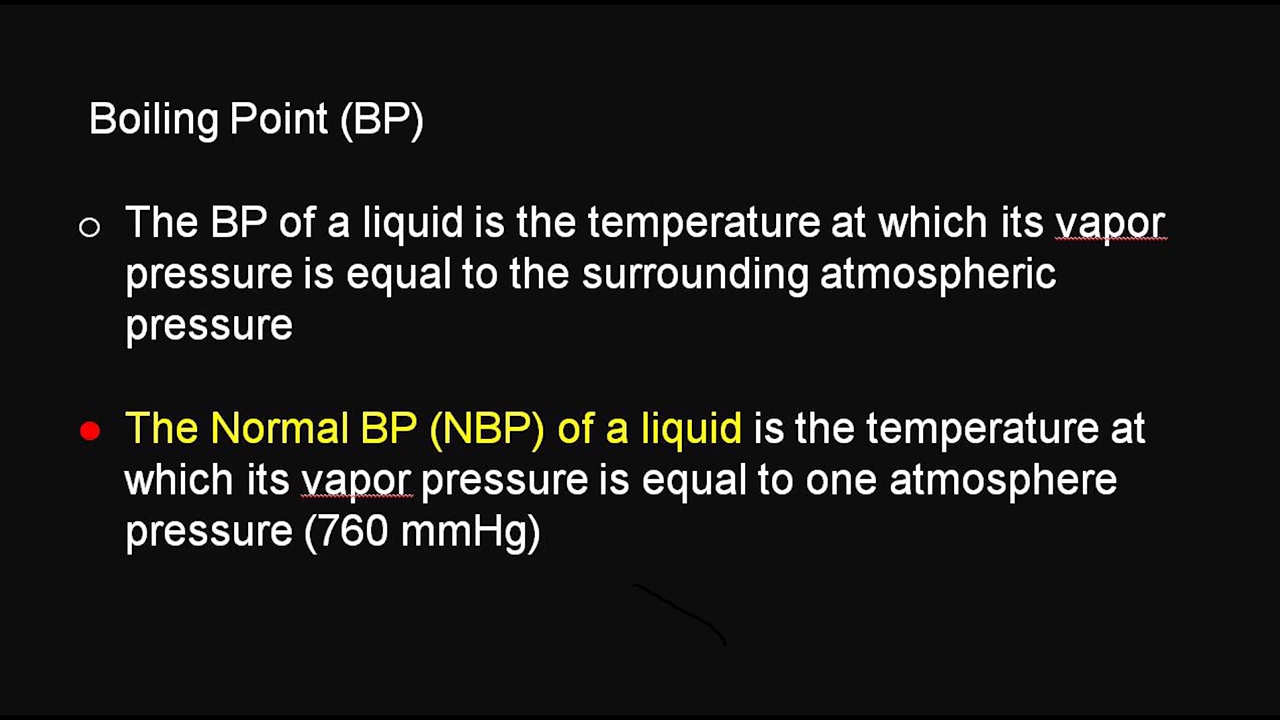 Boiling Point (BP)
The BP of a liquid is the temperature at which its vapor
pressure is equal to the surrounding atmospheric
pressure
The Normal BP (NBP) of a liquid is the temperature at
which its vapor pressure is equal to one atmosphere
pressure (760 mmHg)